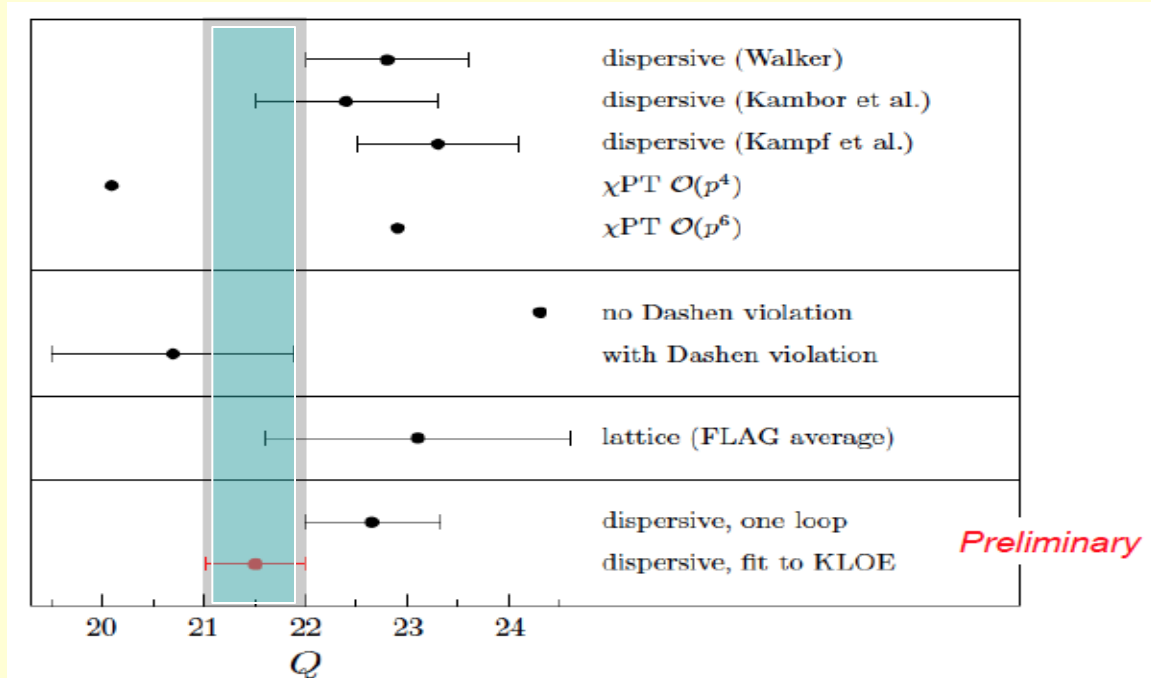 dispersive (Walker)
dispersive (Kambor et al.)
dispersive (Kampf et al.)
χPT 𝒪(p⁴)
χPT 𝒪(p⁶)
no Dashen violation
with Dashen violation
lattice (FLAG average)
dispersive, one loop
Preliminary
dispersive, fit to KLOE
20 21 22 23 24
Q